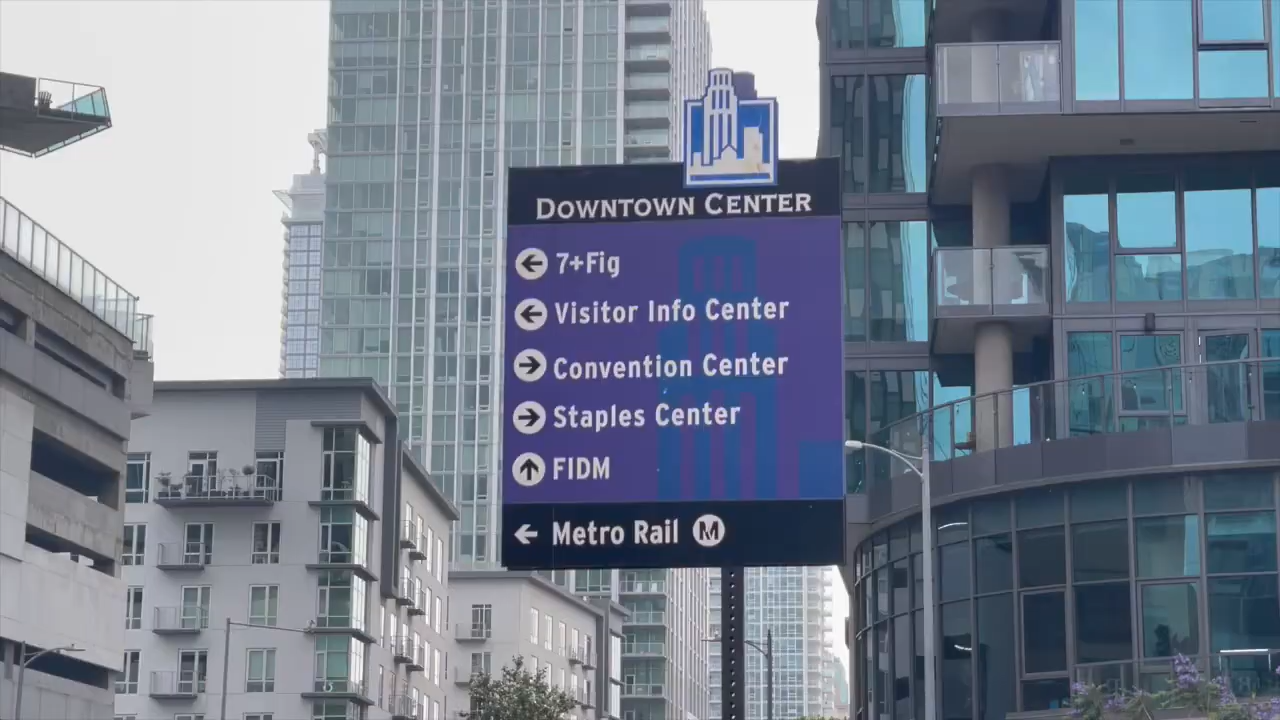 DOWNTOWN CENTER
7+Fig
Visitor Info Center
Convention Center
Staples Center
FIDM
Metro Rail M